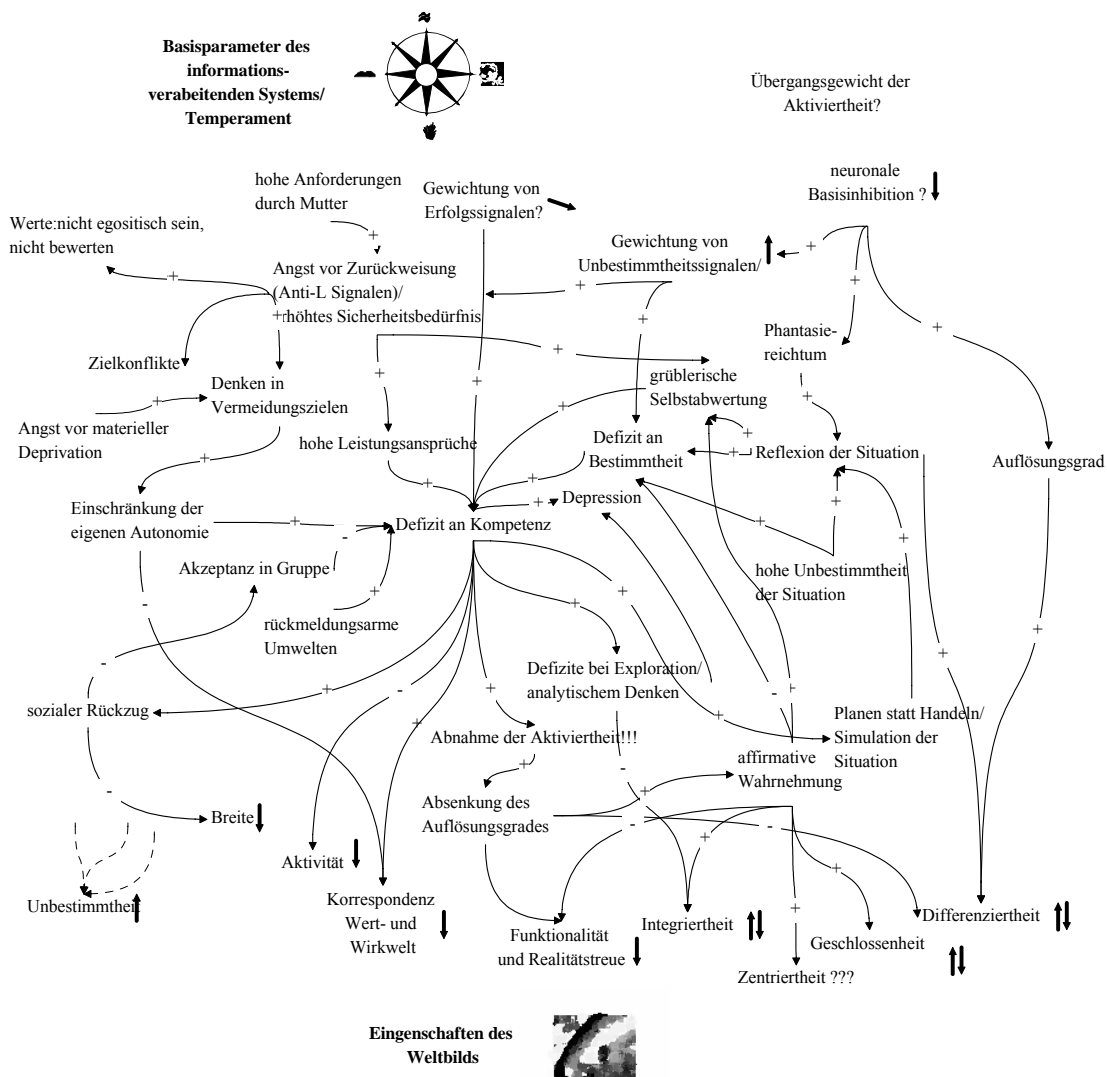 Basisparameter des
informations-
verabeitenden Systems/
Temperament
Übergangsgewicht der
Aktiviertheit?
neuronale
Basisinhibition ?
hohe Anforderungen
durch Mutter
Gewichtung von
Erfolgssignalen?
Werte:nicht egositisch sein,
nicht bewerten
Gewichtung von
Unbestimmtheitssignalen/
Angst vor Zurückweisung
(Anti-L Signalen)/
rhöhtes Sicherheitsbedürfnis
Phantasie-
reichtum
Zielkonflikte
Denken in
Vermeidungszielen
grüblerische
Selbstabwertung
Angst vor materieller
Deprivation
hohe Leistungsansprüche
Defizit an
Bestimmtheit
Reflexion der Situation
Auflösungsgrad
Einschränkung der
eigenen Autonomie
Depression
Defizit an Kompetenz
Akzeptanz in Gruppe
hohe Unbestimmtheit
der Situation
rückmeldungsarme
Umwelten
Defizite bei Exploration/
analytischem Denken
sozialer Rückzug
Abnahme der Aktiviertheit!!!
Planen statt Handeln/
Simulation der
Situation
affirmative
Wahrnehmung
Absenkung des
Auflösungsgrades
Breite
Aktivität
Unbestimmtheit
Korrespondenz
Wert- und
Wirkwelt
Funktionalität
und Realitätstreue
Integriertheit
Differenziertheit
Geschlossenheit
Zentriertheit ???
Eingenschaften des
Weltbilds